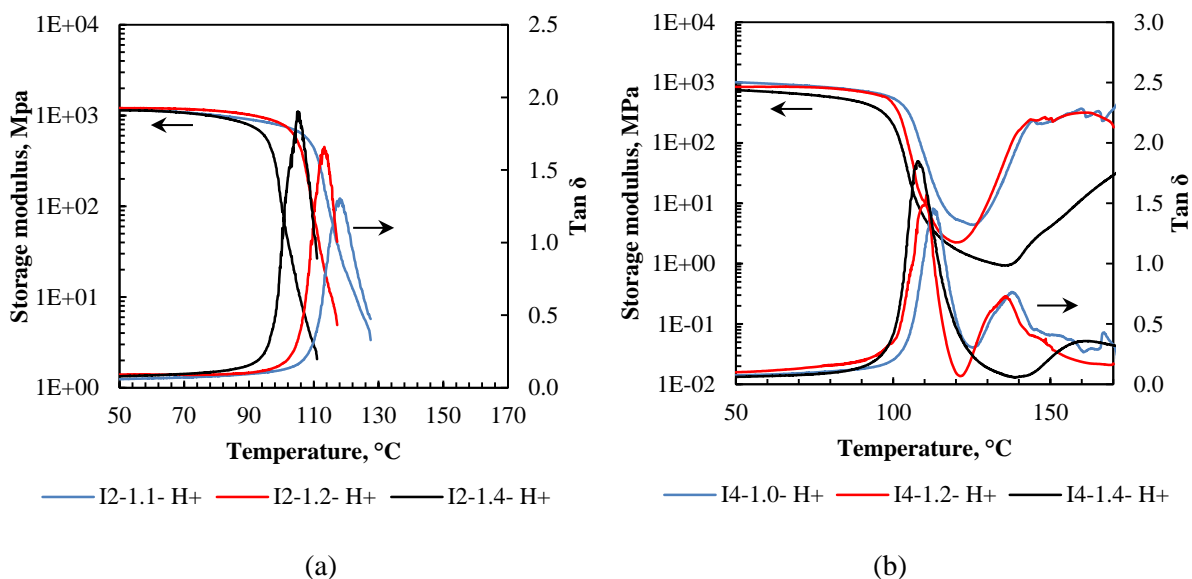 Storage modulus, Mpa
1E+04
1E+03
1E+02
1E+01
1E+00
2.5
2.0
1.5
1.0
0.5
0.0
Tan δ
50 70 90 110 130 150 170
Temperature, °C
I2-1.1- H+ I2-1.2- H+ I2-1.4- H+
(a)
Storage modulus, MPa
1E+04
1E+03
1E+02
1E+01
1E+00
1E-01
1E-02
3.0
2.5
2.0
1.5
1.0
0.5
0.0
Tan δ
50 100 150
Temperature, °C
I4-1.0- H+ I4-1.2- H+ I4-1.4- H+
(b)